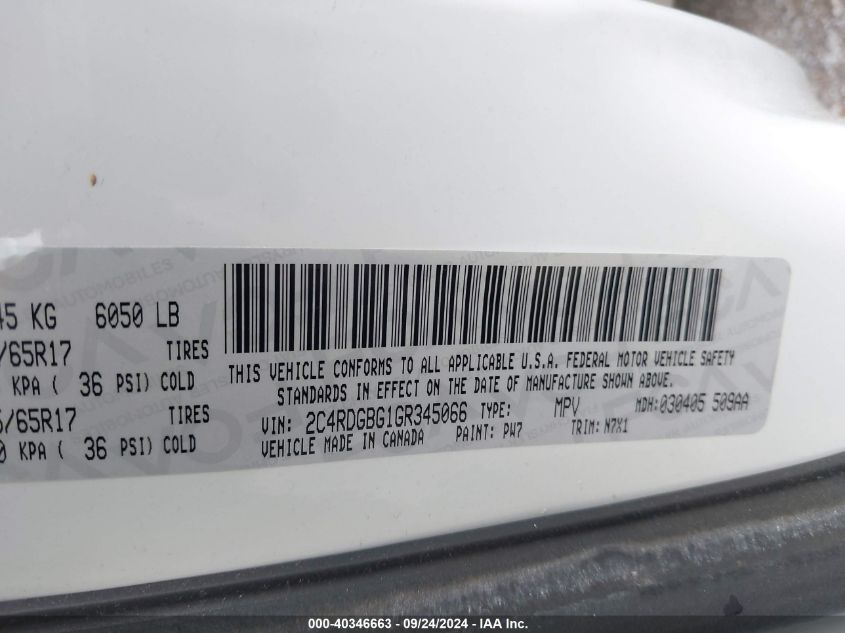 45 KG 6050 LB
/65R17 TIRES
KPA ( 36 PSI) COLD
/65R17 TIRES
0 KPA ( 36 PSI) COLD
THIS VEHICLE CONFORMS TO ALL APPLICABLE U.S.A. FEDERAL MOTOR VEHICLE SAFETY
STANDARDS IN EFFECT ON THE DATE OF MANUFACTURE SHOWN ABOVE.
VIN: 2C4RDGBG1GR345066 TYPE: MPV MDH: 030405 509AA
VEHICLE MADE IN CANADA PAINT: PW7 TRIM: N7X1
000-40346663 - 09/24/2024 - IAA Inc.